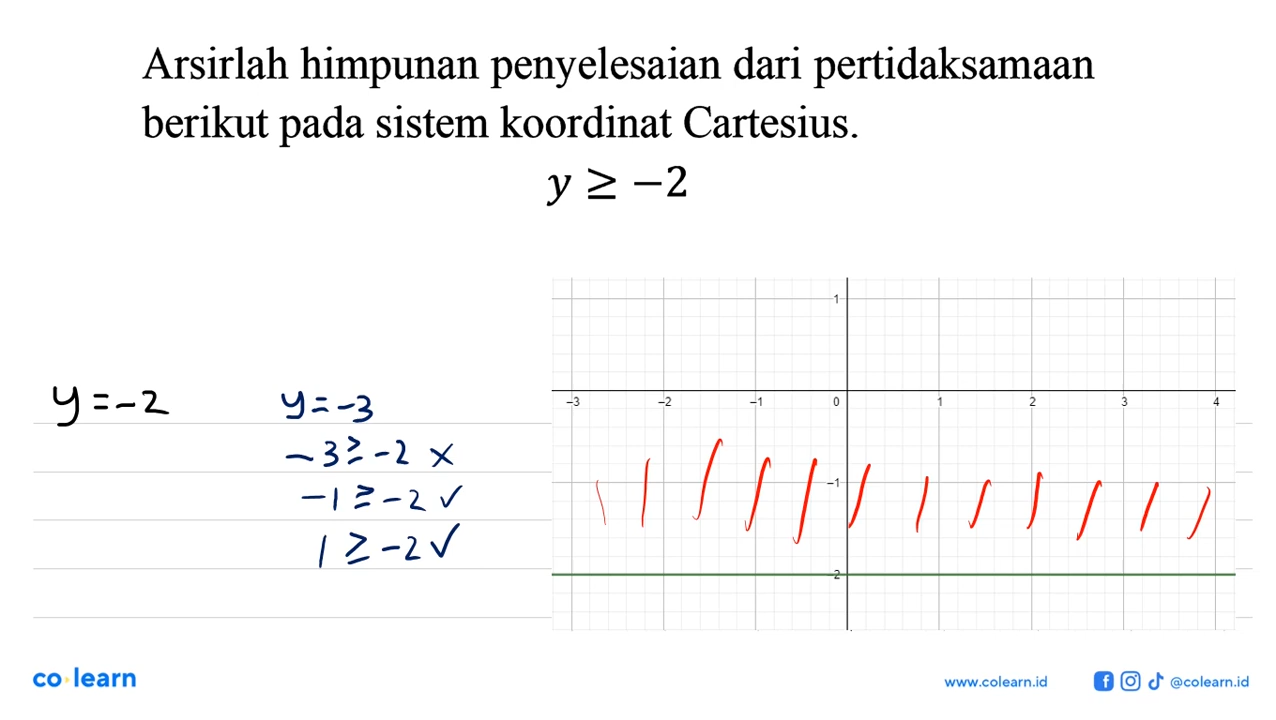 Arsirlah himpunan penyelesaian dari pertidaksamaan
berikut pada sistem koordinat Cartesius.
y ≥ −2
1
y = −2
y = −3
−3 −2 −1 0 1 2 3 4
−3 ≥ −2 ×
−1 ≥ −2 ✓
−1
1 ≥ −2 ✓
−2
co·learn
www.colearn.id
@colearn.id